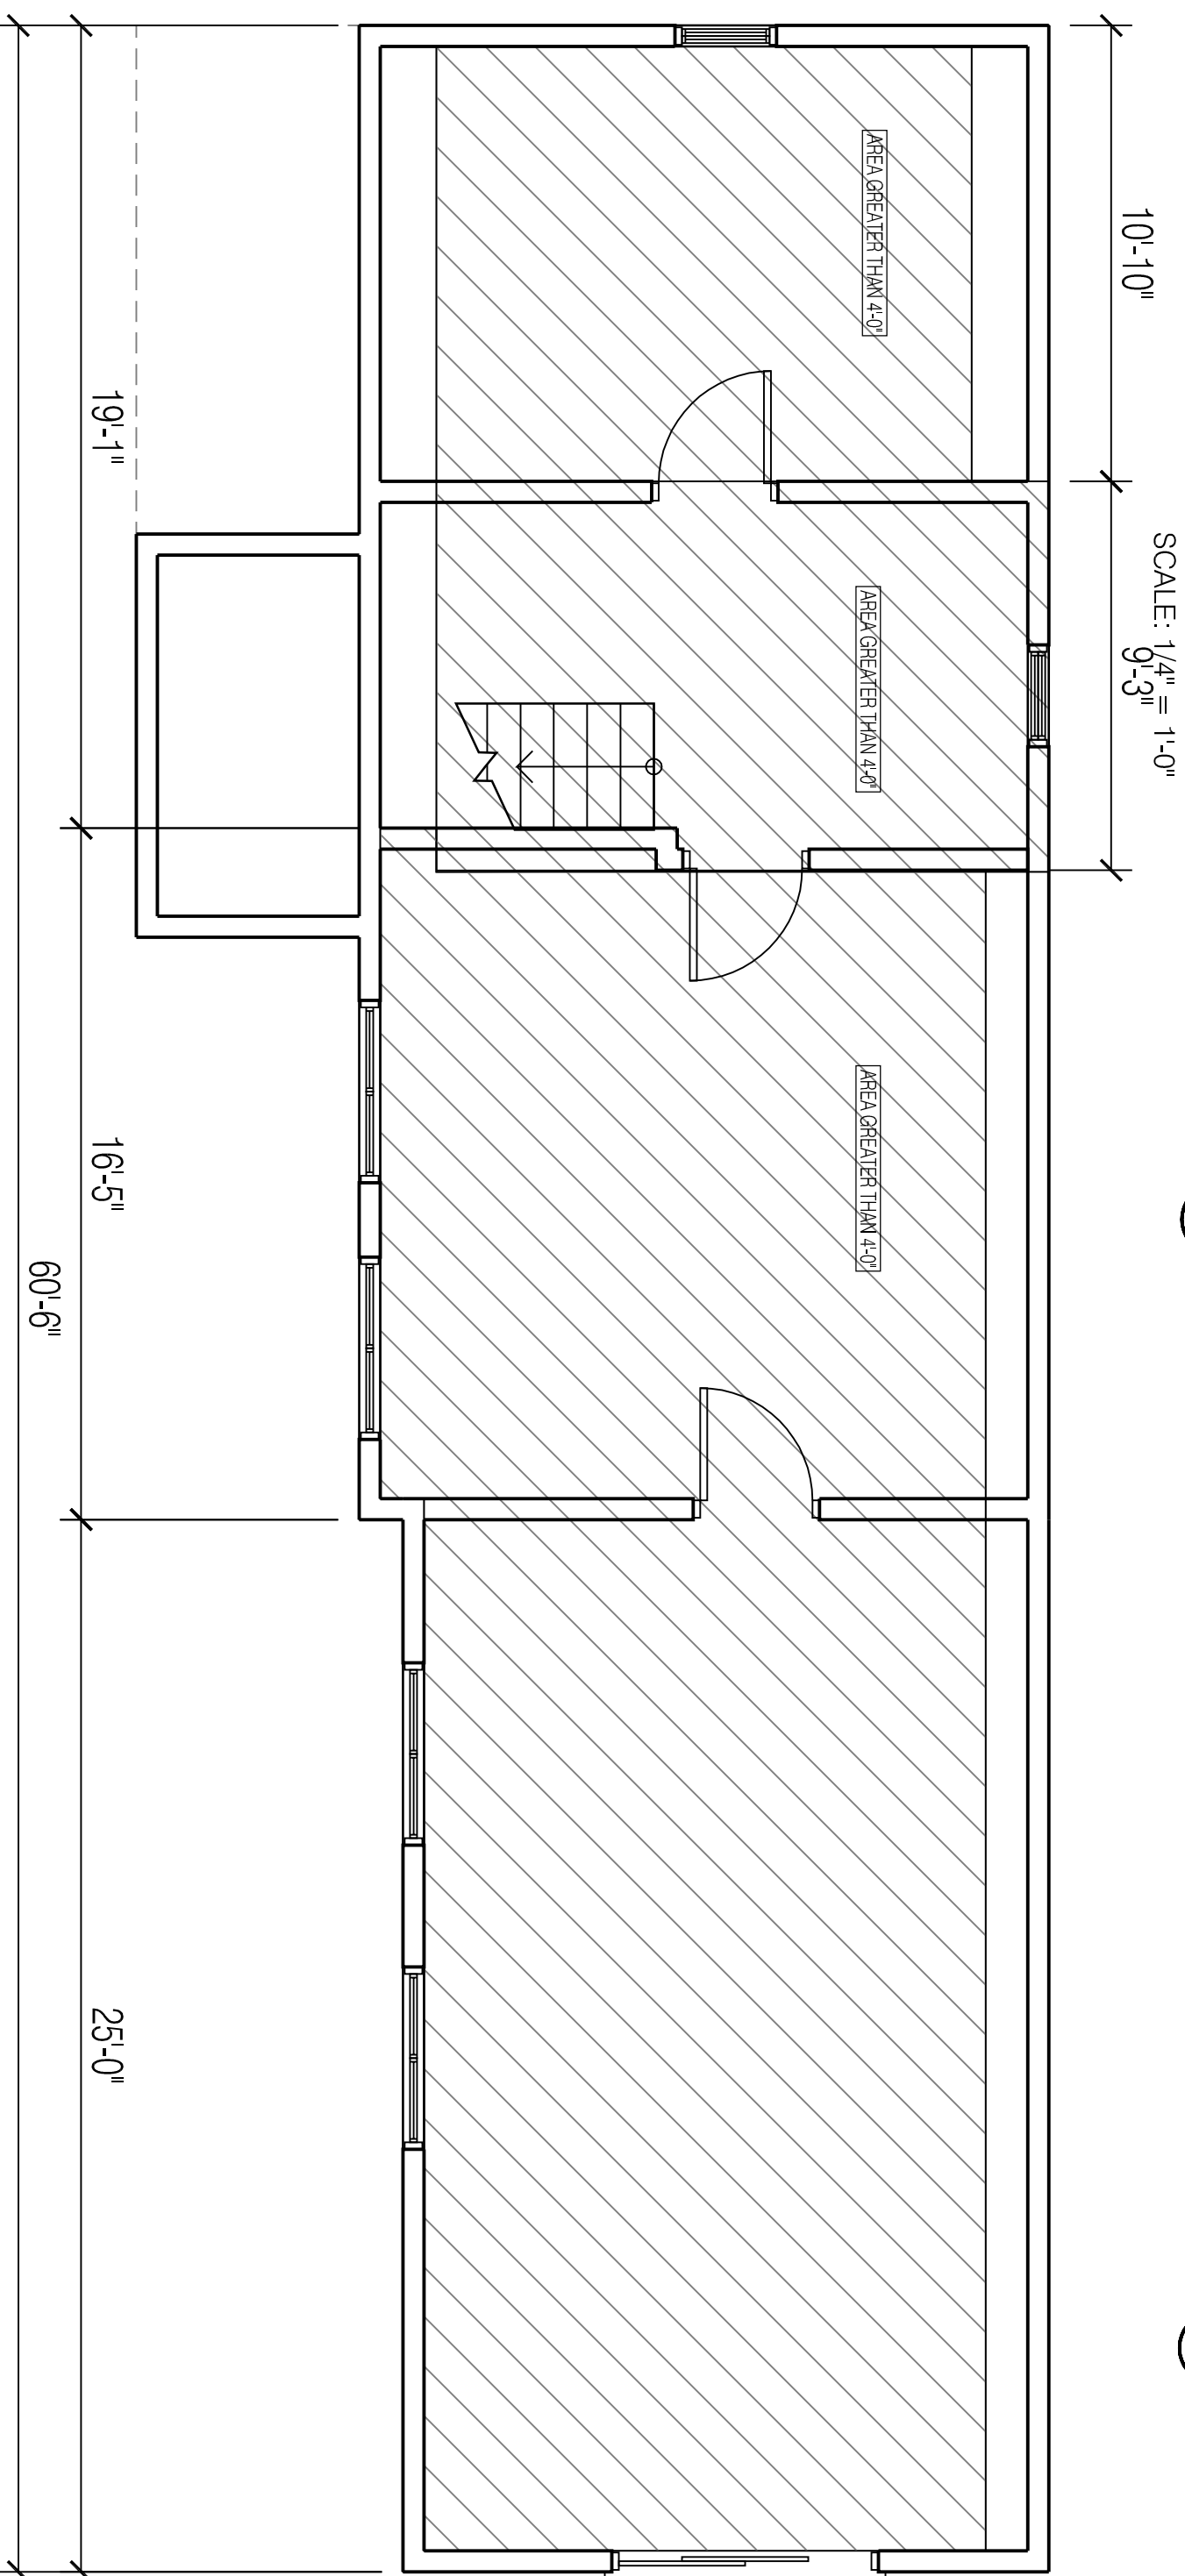 SCALE: 1/4" = 1'-0"
10'-10"
9'-3"
AREA GREATER THAN 4'-0"
AREA GREATER THAN 4'-0"
AREA GREATER THAN 4'-0"
19'-1"
16'-5"
25'-0"
60'-6"